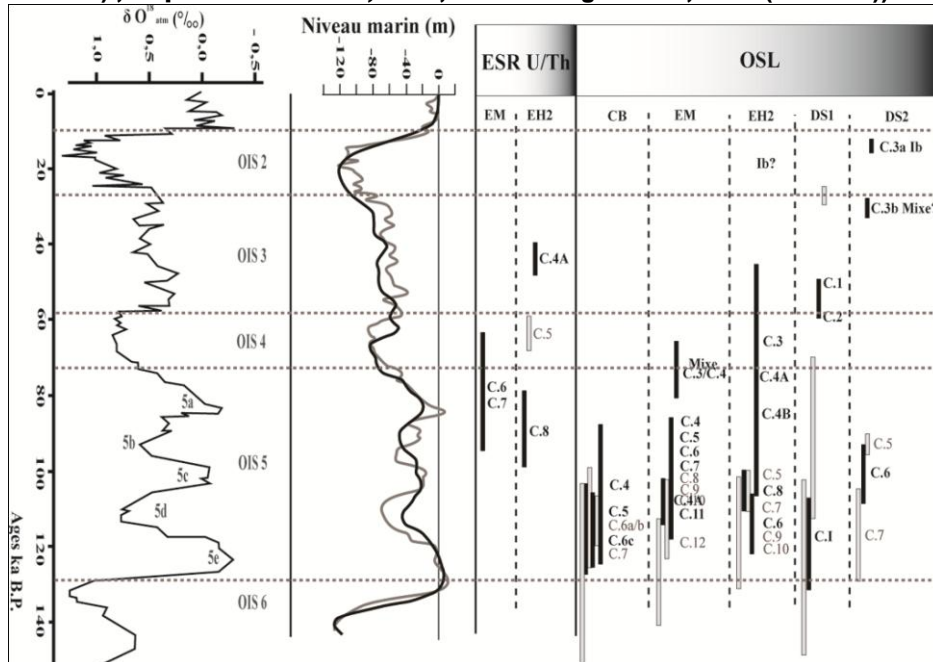 δ O¹⁸ atm (°/₀₀)
1.0
0.5
0.0
-0.5
Niveau marin (m)
-120
-80
-40
0
ESR U/Th
OSL
EM
EH2
CB
EM
EH2
DS1
DS2
Ages ka B.P.
0
20
40
60
80
100
120
140
OIS 2
OIS 3
OIS 4
OIS 5
OIS 6
5a
5b
5c
5d
5e
C.6
C.7
C.4A
C.5
C.8
C.4
C.5
C.6a/b
C.6c
C.7
Mixe
C.3/C.4
C.4
C.5
C.6
C.7
C.8
C.9
C.4A
C.11
C.12
Ib?
C.3
C.4A
C.4B
C.5
C.8
C.7
C.6
C.9
C.10
C.1
C.2
C.I
C.3a Ib
C.3b Mixe?
C.5
C.6
C.7